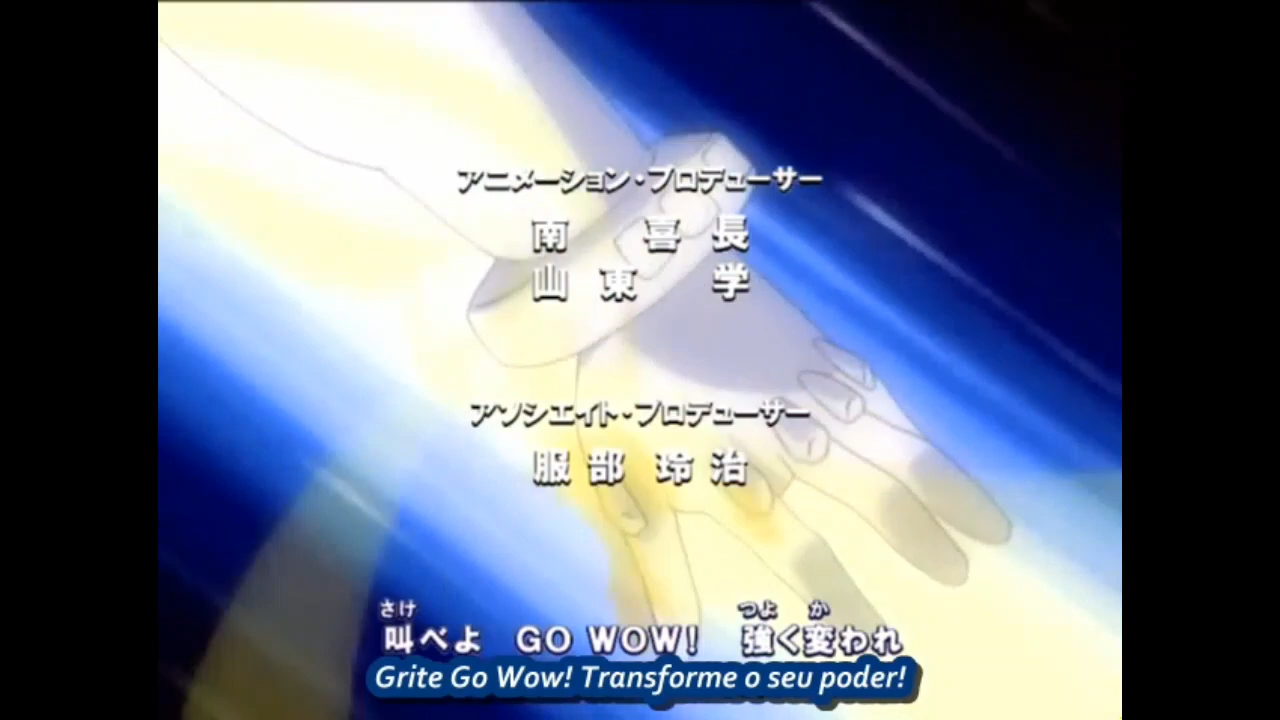 アニメーション・プロデューサー
南 喜長
山東 学
アソシエイト・プロデューサー
服部 玲治
さけ つよ か
叫べよ GO WOW! 強く変われ
Grite Go Wow! Transforme o seu poder!